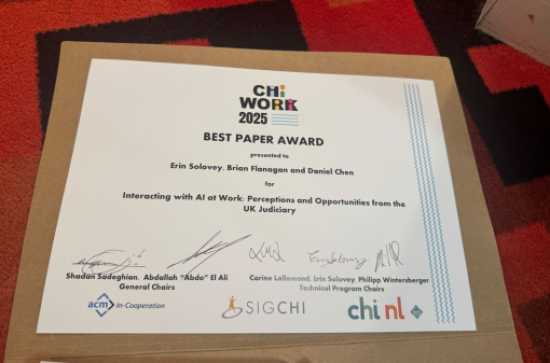 CHI
WORK
2025
BEST PAPER AWARD
presented to
Erin Solovey, Brian Flanagan and Daniel Chen
for
Interacting with AI at Work: Perceptions and Opportunities from the
UK Judiciary
Shadan Sadeghian, Abdallah "Abdo" El Ali
General Chairs
Carine Lallemand, Erin Solovey, Philipp Wintersberger
Technical Program Chairs
acm In-Cooperation
SIGCHI
chi nl